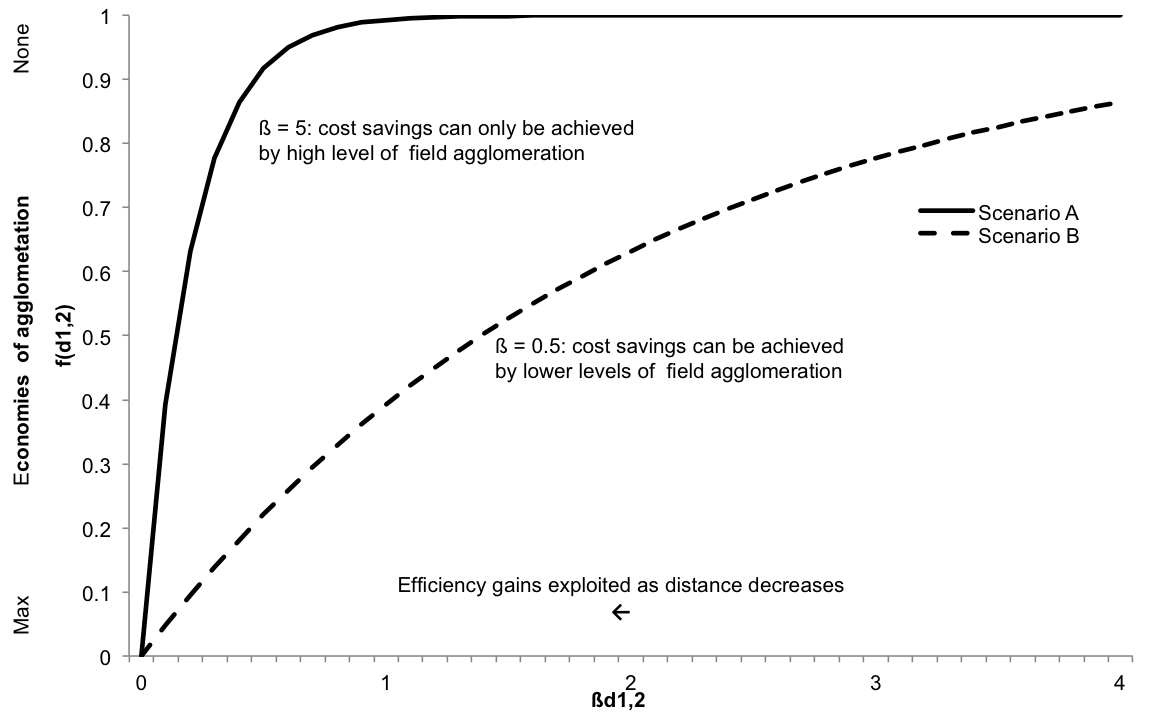 None
Economies of agglometation
Max
f(d1,2)
1
0.9
0.8
0.7
0.6
0.5
0.4
0.3
0.2
0.1
0
ß = 5: cost savings can only be achieved
by high level of field agglomeration
Scenario A
Scenario B
ß = 0.5: cost savings can be achieved
by lower levels of field agglomeration
Efficiency gains exploited as distance decreases
←
0 1 2 3 4
ßd1,2